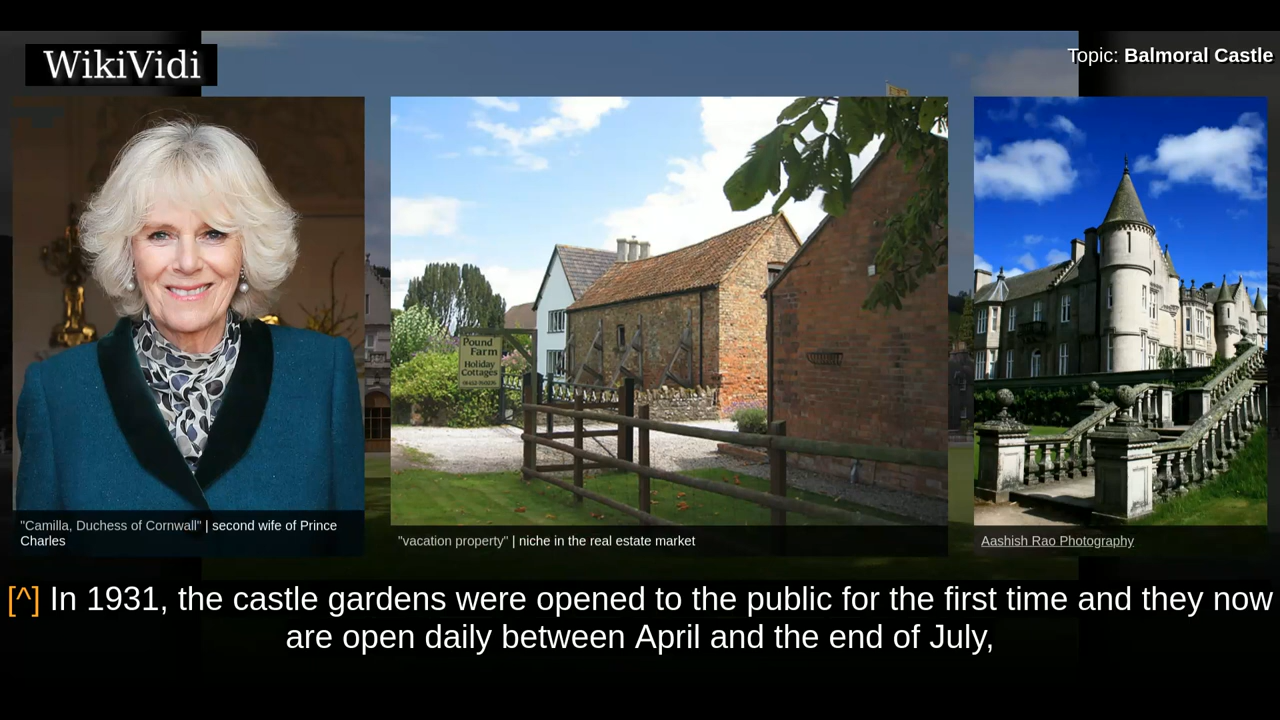 WikiVidi
Topic: Balmoral Castle
Pound
Farm
Holiday
Cottages
"Camilla, Duchess of Cornwall" | second wife of Prince
Charles
"vacation property" | niche in the real estate market
Aashish Rao Photography
[^] In 1931, the castle gardens were opened to the public for the first time and they now
are open daily between April and the end of July,